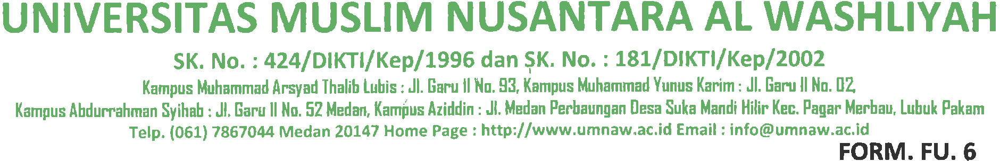 UNIVERSITAS MUSLIM NUSANTARA AL WASHLIYAH
SK. No. : 424/DIKTI/Kep/1996 dan SK. No. : 181/DIKTI/Kep/2002
Kampus Muhammad Arsyad Thalib Lubis : Jl. Garu II No. 93, Kampus Muhammad Yunus Karim : Jl. Garu II No. 02,
Kampus Abdurrahman Syihab : Jl. Garu II No. 52 Medan, Kampus Aziddin : Jl. Medan Perbaungan Desa Suka Mandi Hilir Kec. Pagar Merbau, Lubuk Pakam
Telp. (061) 7867044 Medan 20147 Home Page : http://www.umnaw.ac.id Email : info@umnaw.ac.id
FORM. FU. 6